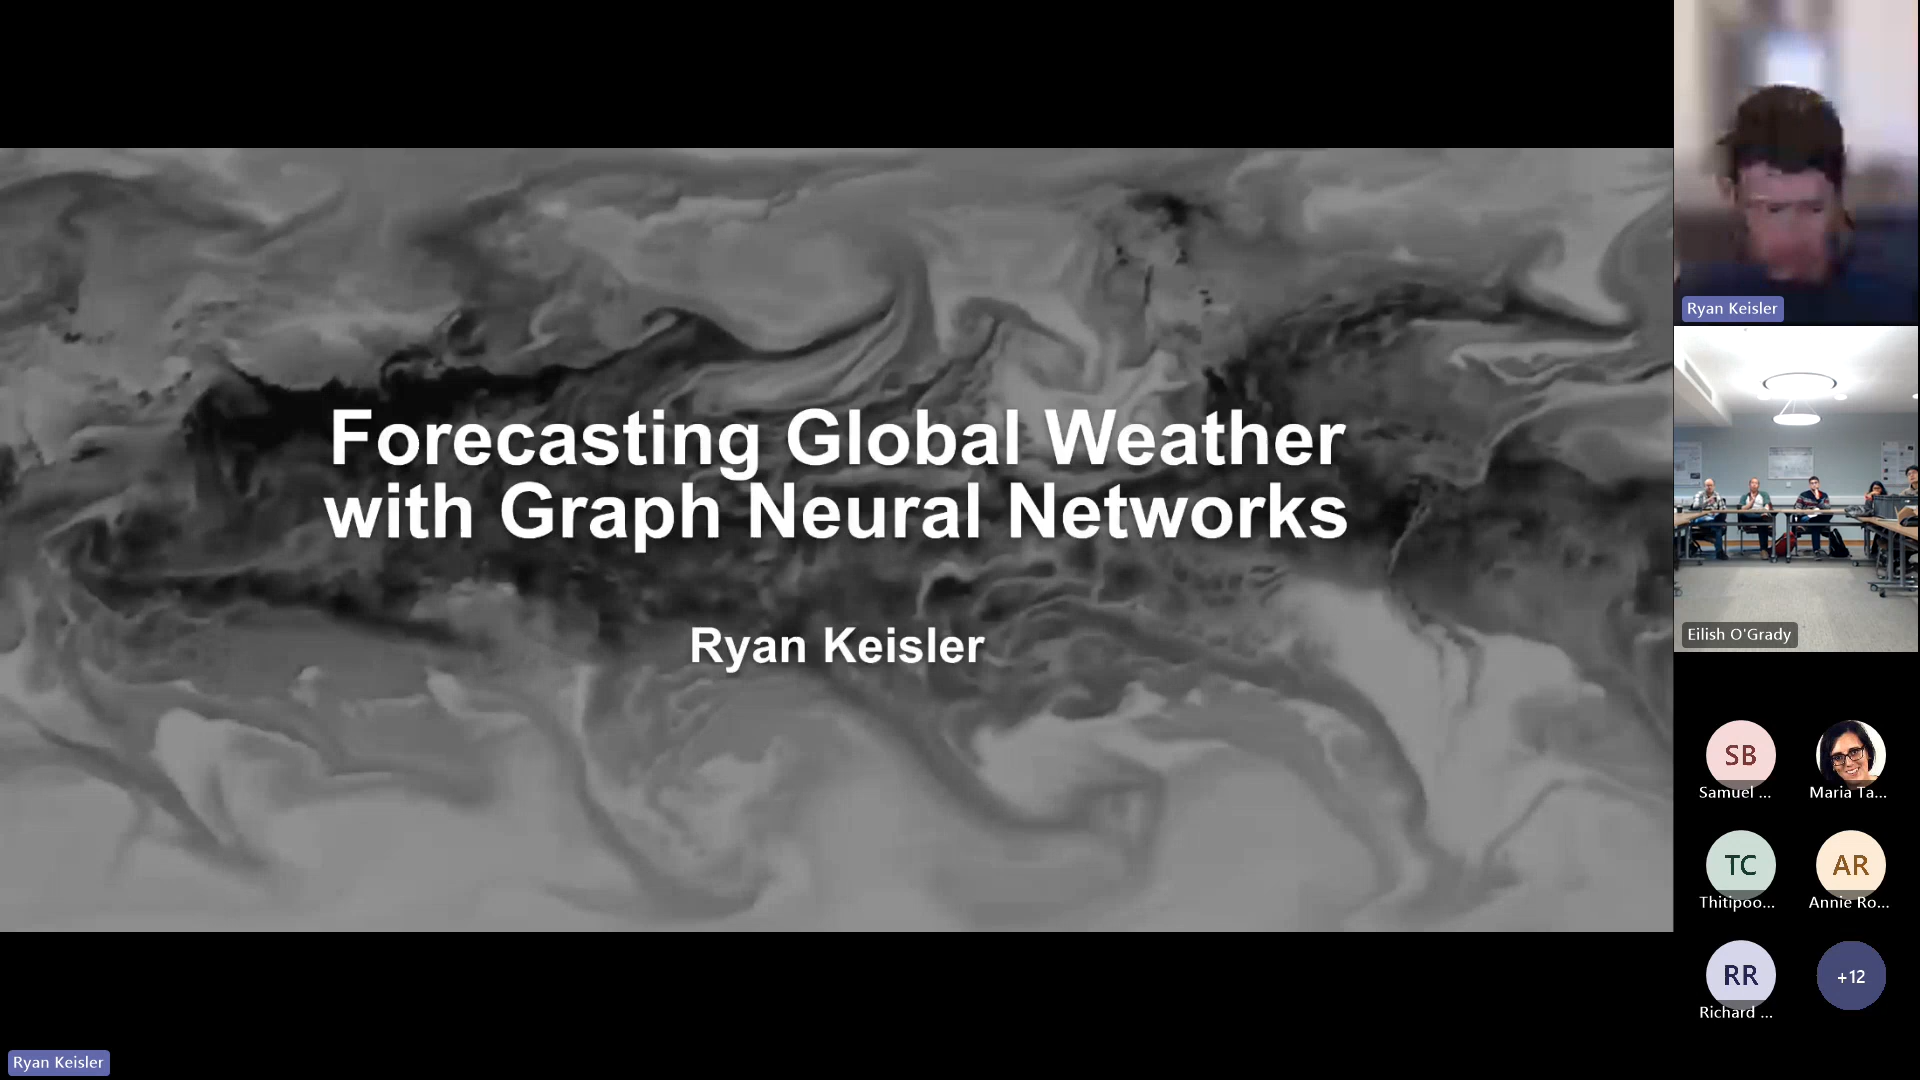 Forecasting Global Weather
with Graph Neural Networks
Ryan Keisler
Ryan Keisler
Eilish O'Grady
SB
Samuel ...
Maria Ta...
TC
Thitipoo...
AR
Annie Ro...
RR
Richard ...
+12
Ryan Keisler